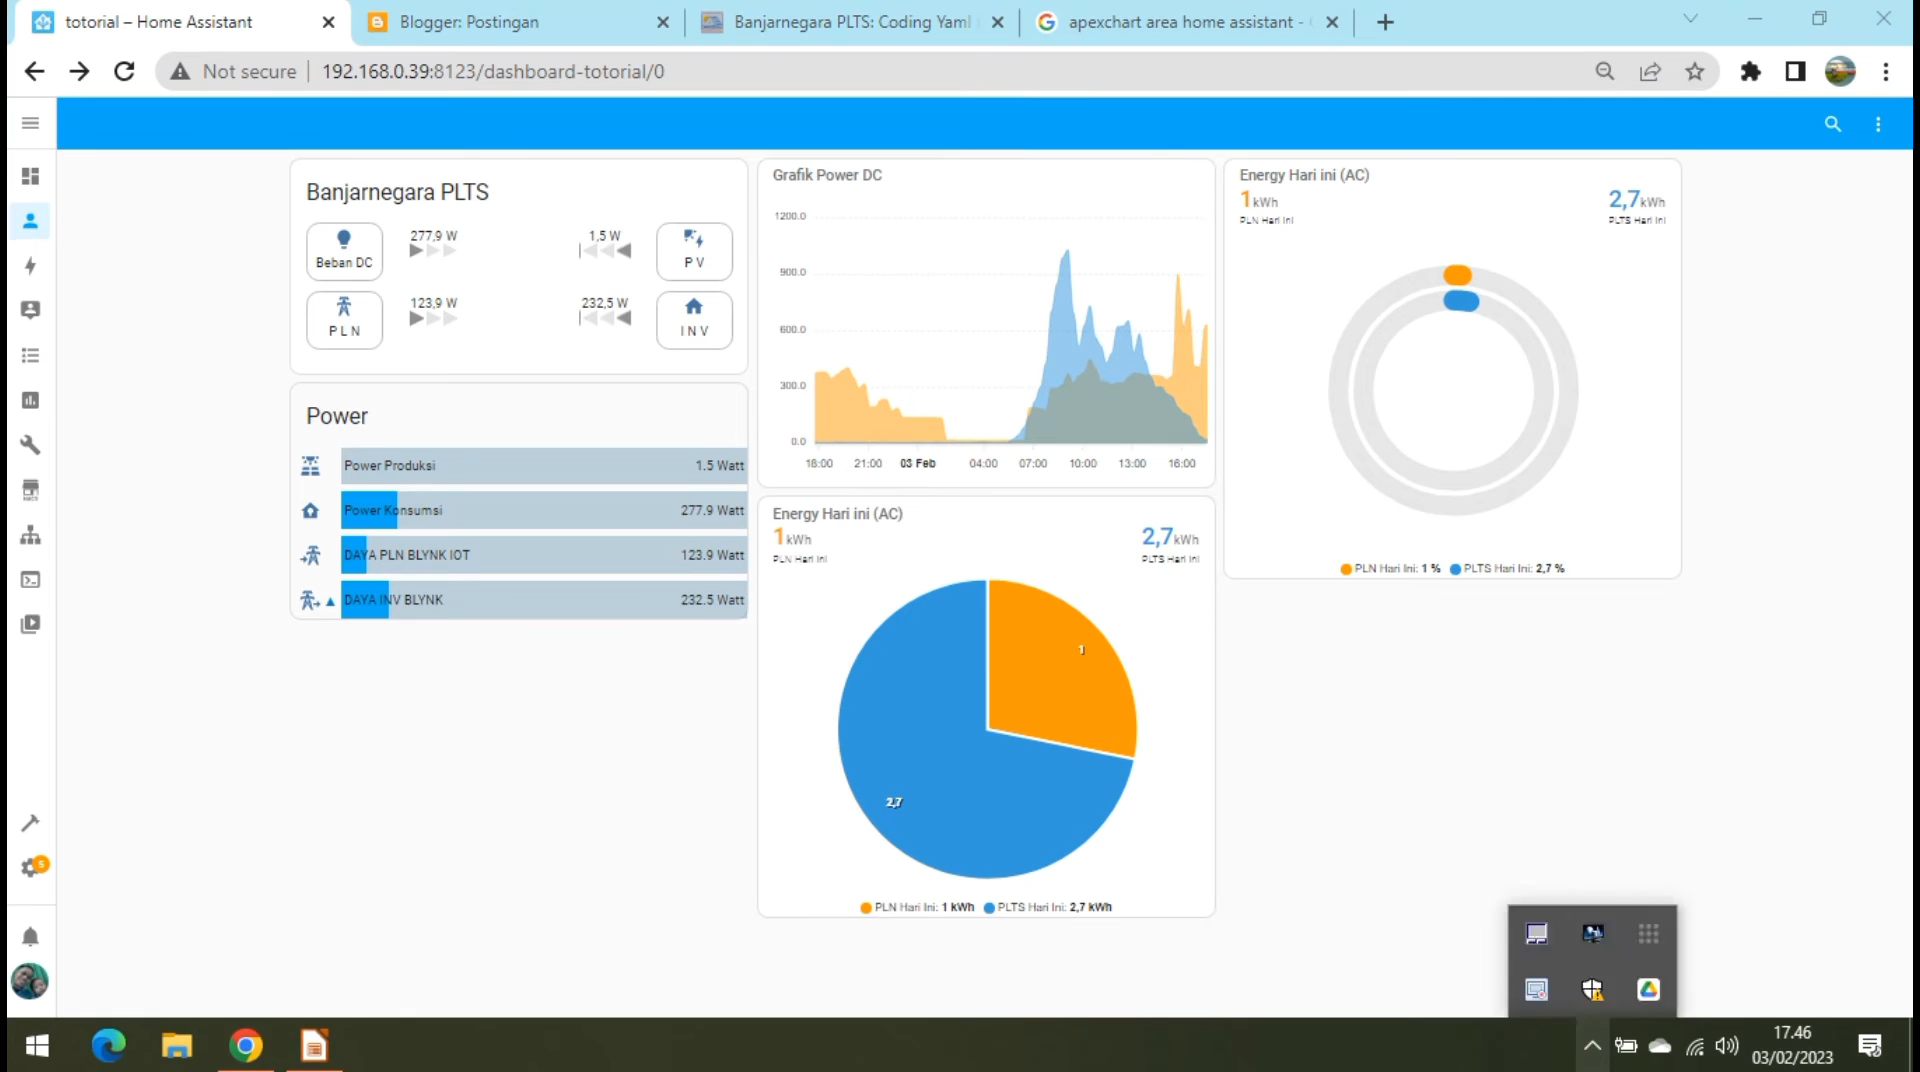 totorial – Home Assistant
Blogger: Postingan
Banjarnegara PLTS: Coding Yaml
apexchart area home assistant -
Not secure
192.168.0.39:8123/dashboard-totorial/0
Banjarnegara PLTS
Beban DC
277,9 W
1,5 W
P V
P L N
123,9 W
232,5 W
I N V
Power
Power Produksi 1.5 Watt
Power Konsumsi 277.9 Watt
DAYA PLN BLYNK IOT 123.9 Watt
DAYA INV BLYNK 232.5 Watt
Grafik Power DC
1200.0
900.0
600.0
300.0
0.0
18:00 21:00 03 Feb 04:00 07:00 10:00 13:00 16:00
Energy Hari ini (AC)
1 kWh 2,7 kWh
PLN Hari Ini PLTS Hari Ini
1
2,7
PLN Hari Ini: 1 kWh PLTS Hari Ini: 2,7 kWh
Energy Hari ini (AC)
1 kWh 2,7 kWh
PLN Hari Ini PLTS Hari Ini
PLN Hari Ini: 1 % PLTS Hari Ini: 2,7 %
5
17.46
03/02/2023